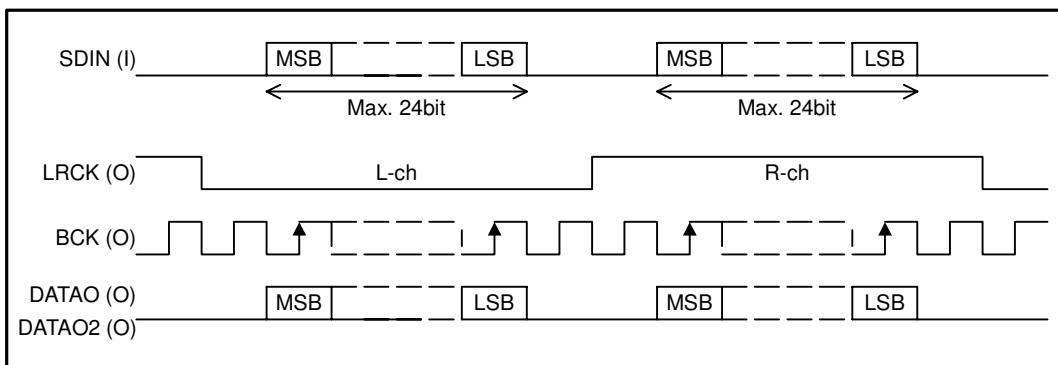 SDIN (I)
MSB LSB MSB LSB
Max. 24bit Max. 24bit
LRCK (O)
L-ch R-ch
BCK (O)
DATAO (O)
MSB LSB MSB LSB
DATAO2 (O)